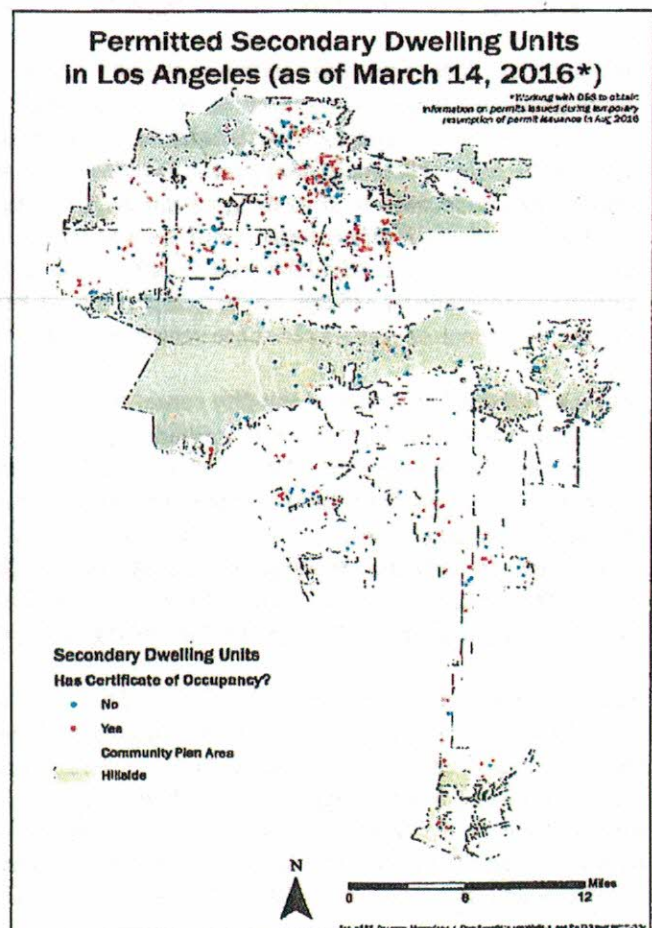 Permitted Secondary Dwelling Units
in Los Angeles (as of March 14, 2016*)
*Working with DBS to obtain
information on permits issued during temporary
resumption of permit issuance in Aug 2016
Secondary Dwelling Units
Has Certificate of Occupancy?
No
Yes
Community Plan Area
Hillside
N
Miles
0 6 12